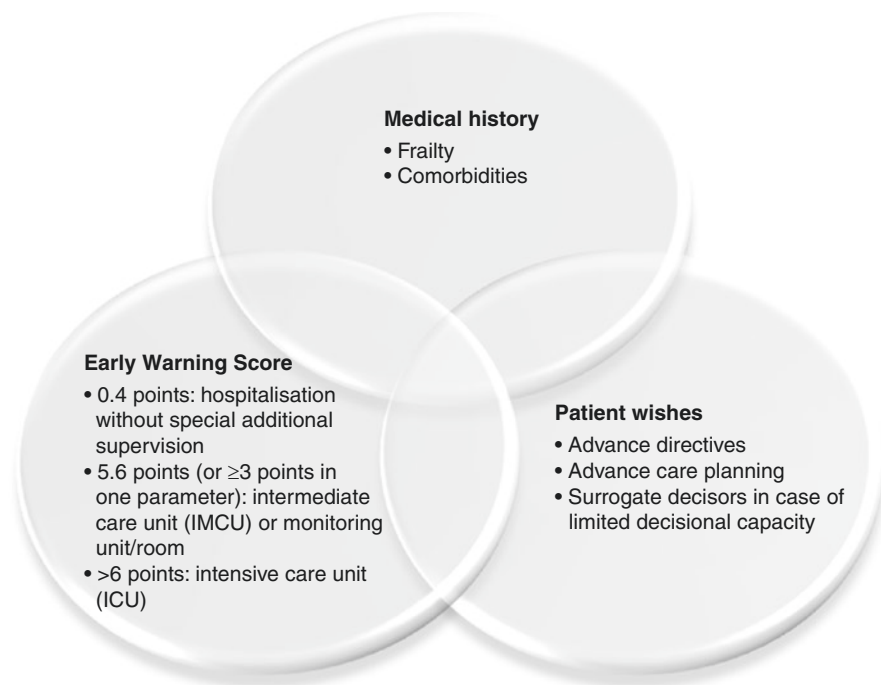 Medical history
• Frailty
• Comorbidities
Early Warning Score
• 0.4 points: hospitalisation
without special additional
supervision
• 5.6 points (or ≥3 points in
one parameter): intermediate
care unit (IMCU) or monitoring
unit/room
• >6 points: intensive care unit
(ICU)
Patient wishes
• Advance directives
• Advance care planning
• Surrogate decisors in case of
limited decisional capacity